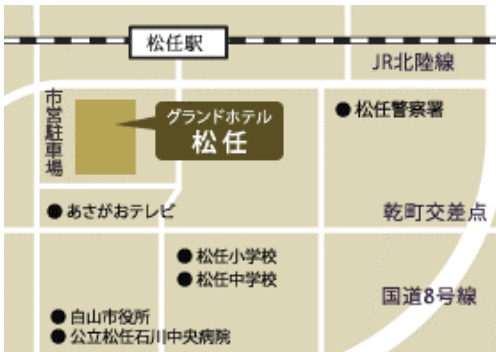 松任駅
JR北陸線
市営駐車場
グランドホテル
松任
松任警察署
あさがおテレビ
乾町交差点
松任小学校
松任中学校
国道8号線
白山市役所
公立松任石川中央病院